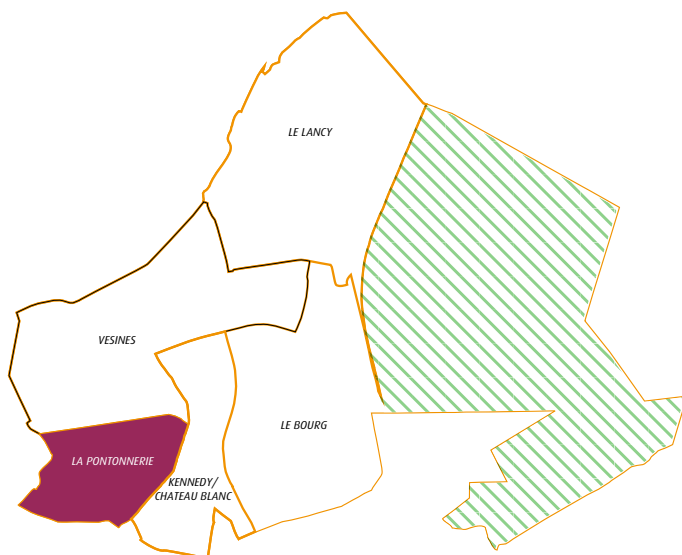 LE LANCY
VESINES
LE BOURG
LA PONTONNERIE
KENNEDY/
CHATEAU BLANC